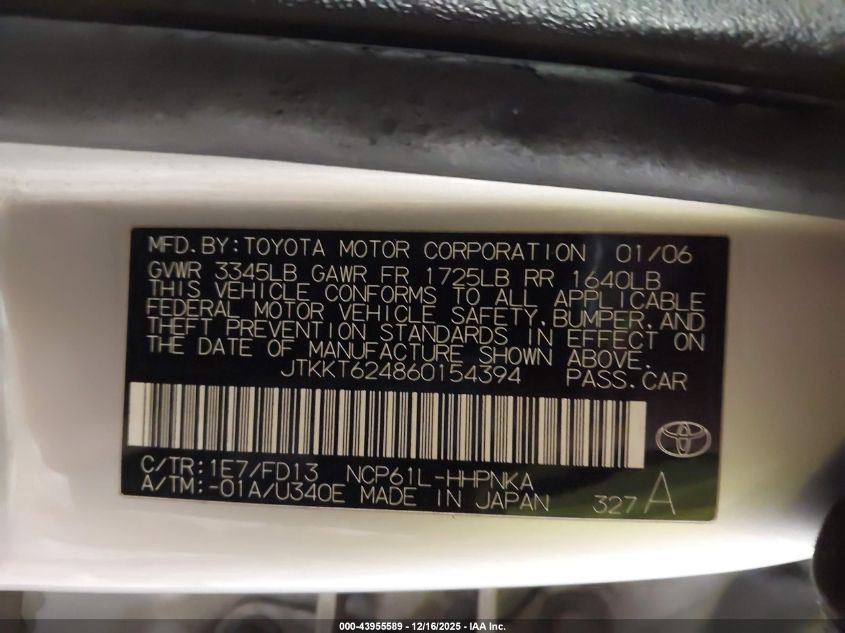 MFD.BY:TOYOTA MOTOR CORPORATION 01/06
GVWR 3345LB GAWR FR 1725LB RR 1640LB
THIS VEHICLE CONFORMS TO ALL APPLICABLE
FEDERAL MOTOR VEHICLE SAFETY,BUMPER,AND
THEFT PREVENTION STANDARDS IN EFFECT ON
THE DATE OF MANUFACTURE SHOWN ABOVE.
JTKKT624860154394 PASS.CAR
C/TR:1E7/FD13 NCP61L-HHPNKA
A/TM:-01A/U340E MADE IN JAPAN 327 A
000-43955589 - 12/16/2025 - © IAA Holdings, LLC